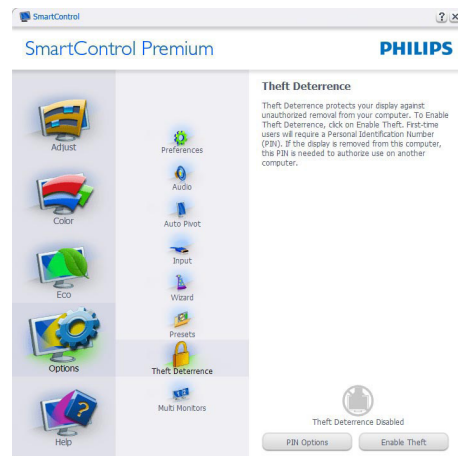 SmartControl
? x
SmartControl Premium
PHILIPS
Adjust
Color
Eco
Options
Help
Preferences
Audio
Auto Pivot
Input
Wizard
Presets
Theft Deterrence
Multi Monitors
Theft Deterrence
Theft Deterrence protects your display against
unauthorized removal from your computer. To Enable
Theft Deterrence, click on Enable Theft. First-time
users will require a Personal Identification Number
(PIN). If the display is removed from this computer,
this PIN is needed to authorize use on another
computer.
Theft Deterrence Disabled
PIN Options
Enable Theft